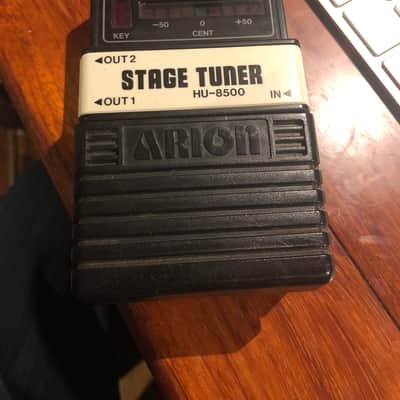 -50 0 +50
KEY CENT
◄OUT2
STAGE TUNER
◄OUT1 HU-8500 IN◄
ARION